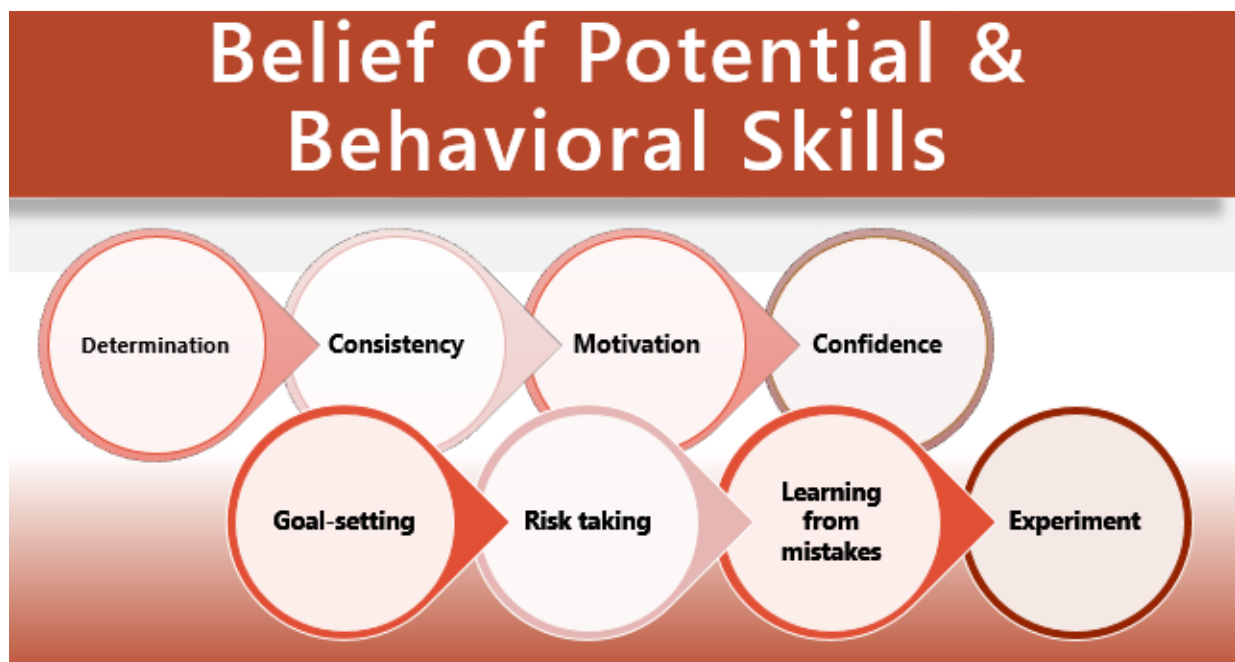 Belief of Potential &
Behavioral Skills
Determination
Consistency
Motivation
Confidence
Goal-setting
Risk taking
Learning
from
mistakes
Experiment